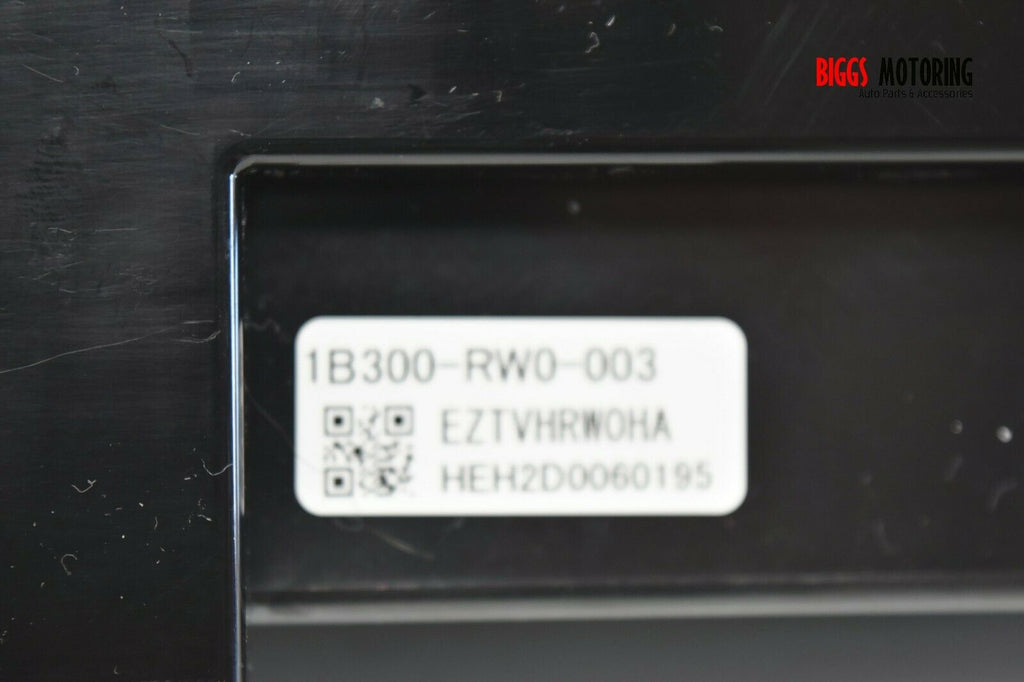 BIGGS MOTORING
Auto Parts & Accessories
1B300-RW0-003
EZTVHRW0HA
HEH2D0060195